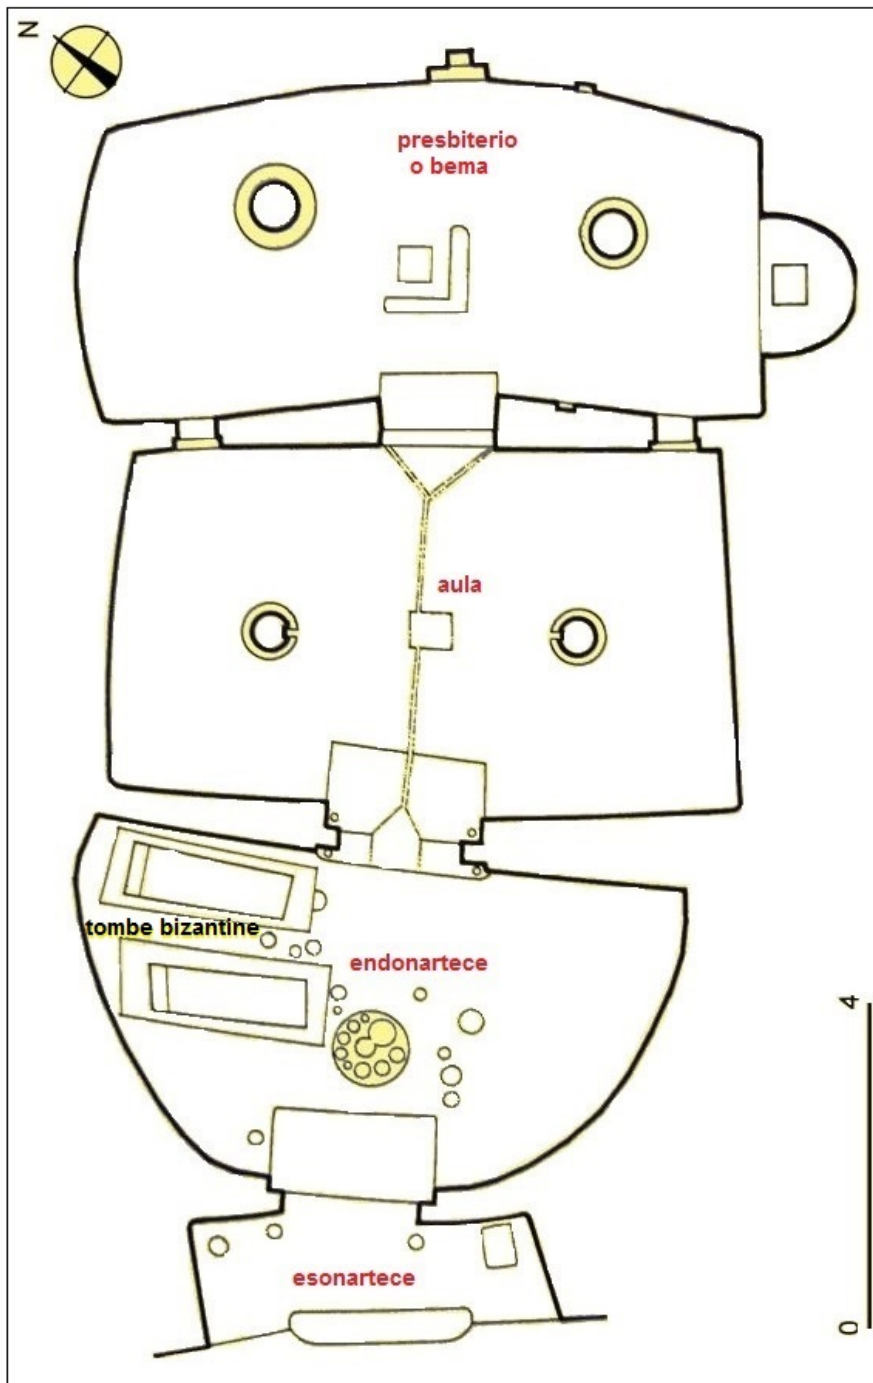 N
presbiterio
o bema
aula
tombe bizantine
endonartece
4
esonartece
0